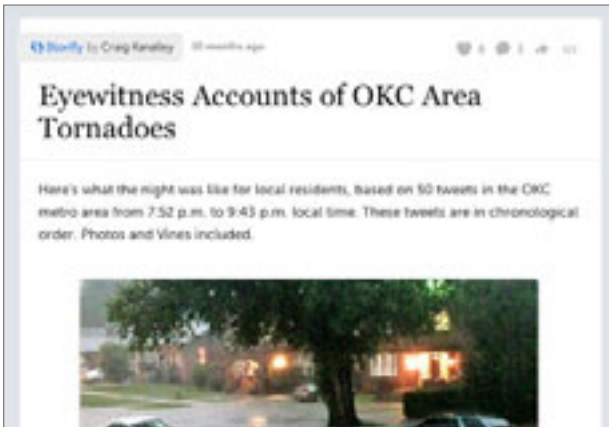 Storify by Craig Kanalley months ago
Eyewitness Accounts of OKC Area
Tornadoes
Here's what the night was like for local residents, based on 50 tweets in the OKC
metro area from 7:52 p.m. to 9:43 p.m. local time. These tweets are in chronological
order. Photos and Vines included.